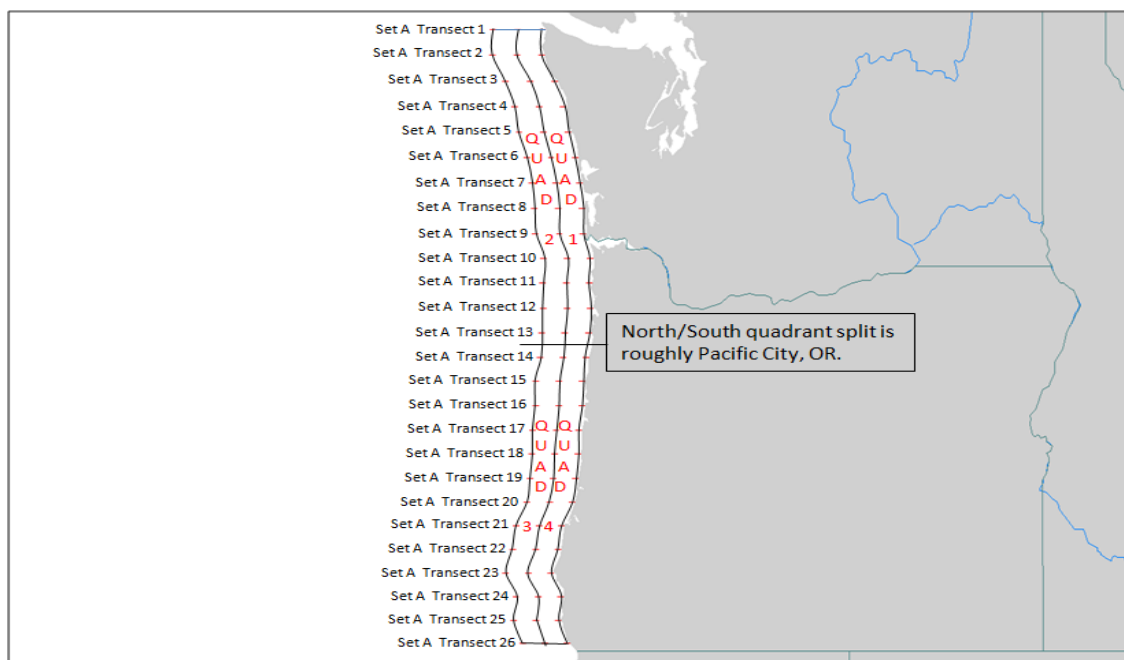 Set A Transect 1
Set A Transect 2
Set A Transect 3
Set A Transect 4
Set A Transect 5
Set A Transect 6
Set A Transect 7
Set A Transect 8
Set A Transect 9
Set A Transect 10
Set A Transect 11
Set A Transect 12
Set A Transect 13
Set A Transect 14
Set A Transect 15
Set A Transect 16
Set A Transect 17
Set A Transect 18
Set A Transect 19
Set A Transect 20
Set A Transect 21
Set A Transect 22
Set A Transect 23
Set A Transect 24
Set A Transect 25
Set A Transect 26
QUAD 2
QUAD 1
North/South quadrant split is
roughly Pacific City, OR.
QUAD 3
QUAD 4